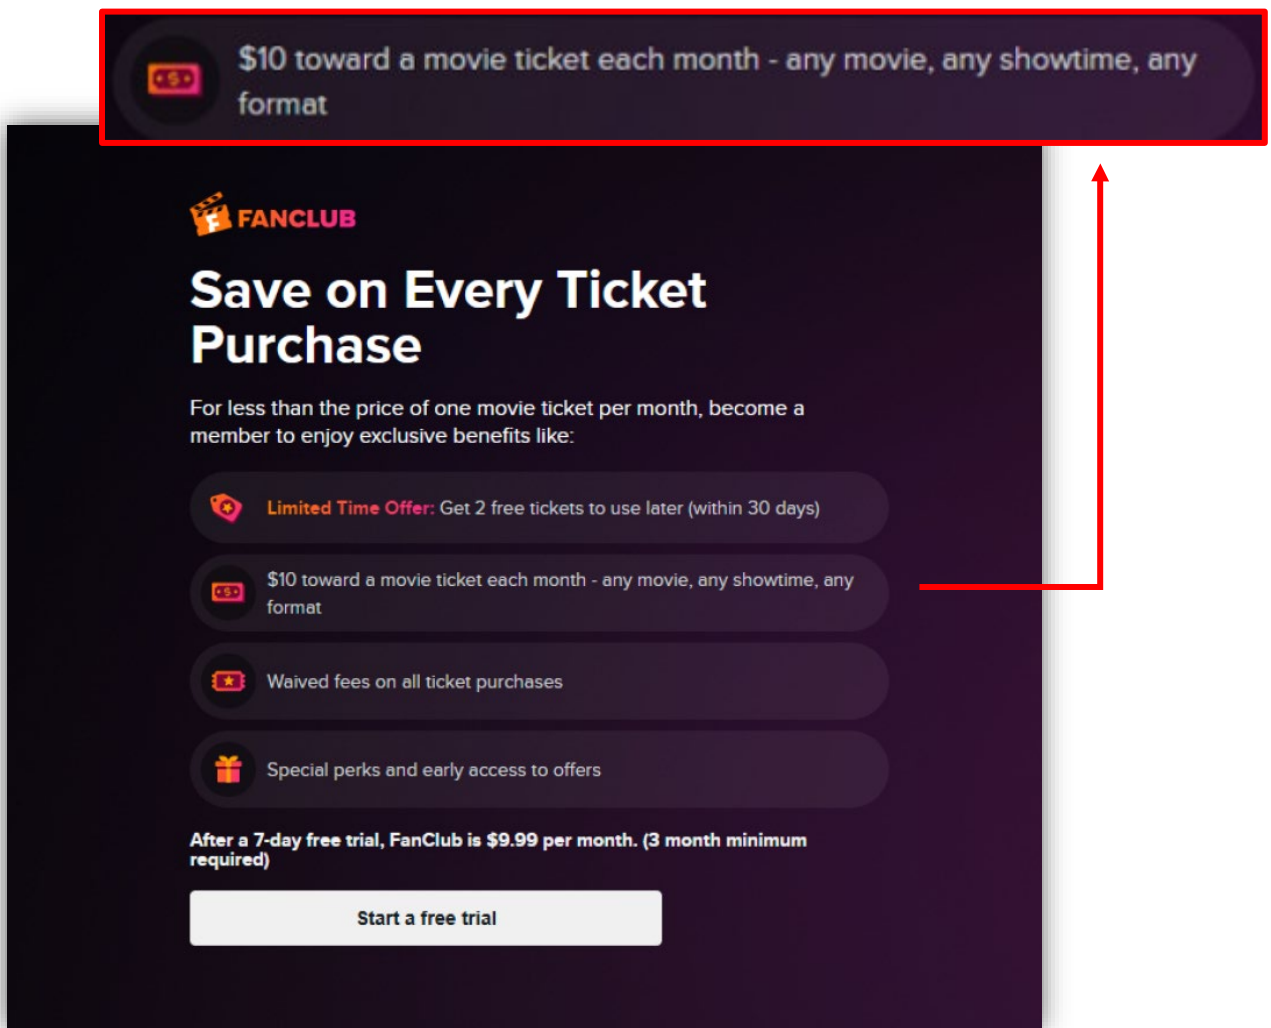 $10 toward a movie ticket each month - any movie, any showtime, any
format
FANCLUB
Save on Every Ticket
Purchase
For less than the price of one movie ticket per month, become a
member to enjoy exclusive benefits like:
Limited Time Offer: Get 2 free tickets to use later (within 30 days)
$10 toward a movie ticket each month - any movie, any showtime, any
format
Waived fees on all ticket purchases
Special perks and early access to offers
After a 7-day free trial, FanClub is $9.99 per month. (3 month minimum
required)
Start a free trial